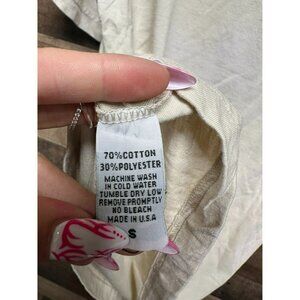 70%COTTON
30%POLYESTER
MACHINE WASH
IN COLD WATER
TUMBLE DRY LOW
REMOVE PROMPTLY
NO BLEACH
MADE IN U.S.A
S